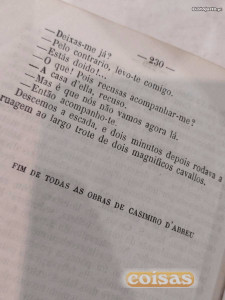 — 230 —
—Deixas-me já?
—Pelo contrario, levo-te comigo.
—Estás doido!...
—O que! Pois recusas acompanhar-me?
—A casa d'ella, recuso.
—Mas é que nós não vamos agora lá.
—Então acompanho-te.
Descemos a escada, e dois minutos depois rodava a
ruagem ao largo trote de dois magnificos cavallos.
FIM DE TODAS AS OBRAS DE CASIMIRO D'ABREU
coisas